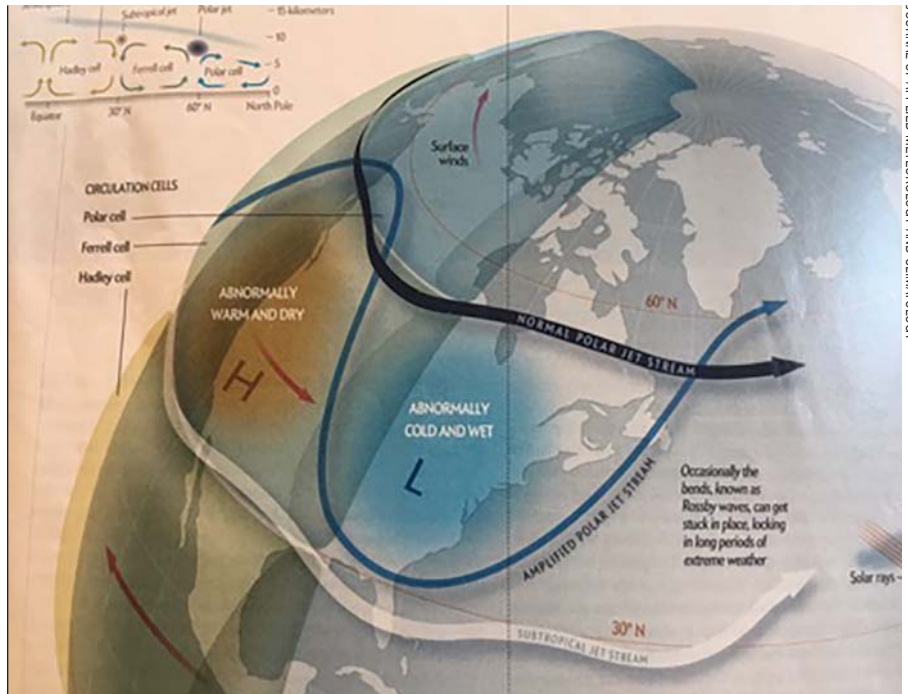 Subtropical jet
Polar jet
15 kilometers
10
5
0
Hadley cell
Ferrell cell
Polar cell
Equator
30° N
60° N
North Pole
CIRCULATION CELLS
Polar cell
Ferrell cell
Hadley cell
Surface
winds
ABNORMALLY
WARM AND DRY
H
60° N
NORMAL POLAR JET STREAM
ABNORMALLY
COLD AND WET
L
AMPLIFIED POLAR JET STREAM
Occasionally the
bends, known as
Rossby waves, can get
stuck in place, locking
in long periods of
extreme weather
Solar rays
30° N
SUBTROPICAL JET STREAM